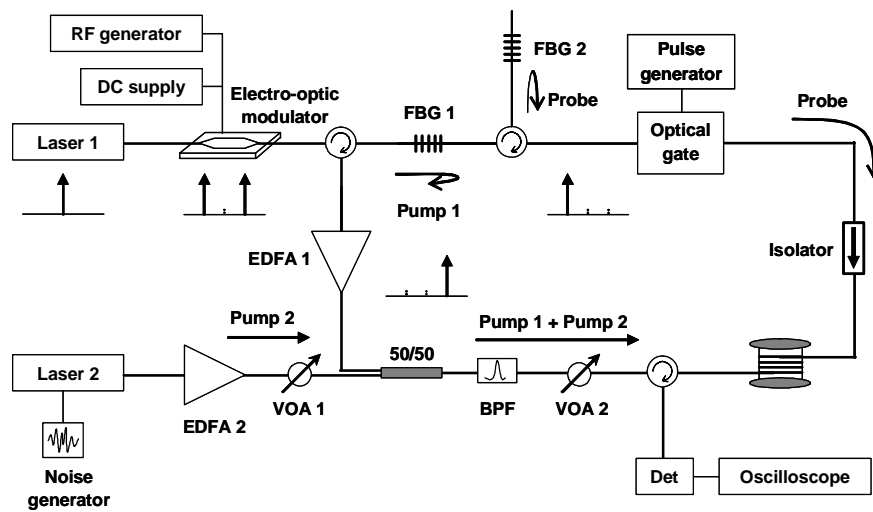 RF generator
DC supply
Electro-optic
modulator
Laser 1
FBG 1
FBG 2
Probe
Pulse
generator
Optical
gate
Probe
Pump 1
Isolator
EDFA 1
Pump 2
Pump 1 + Pump 2
50/50
Laser 2
EDFA 2
VOA 1
BPF
VOA 2
Noise
generator
Det
Oscilloscope